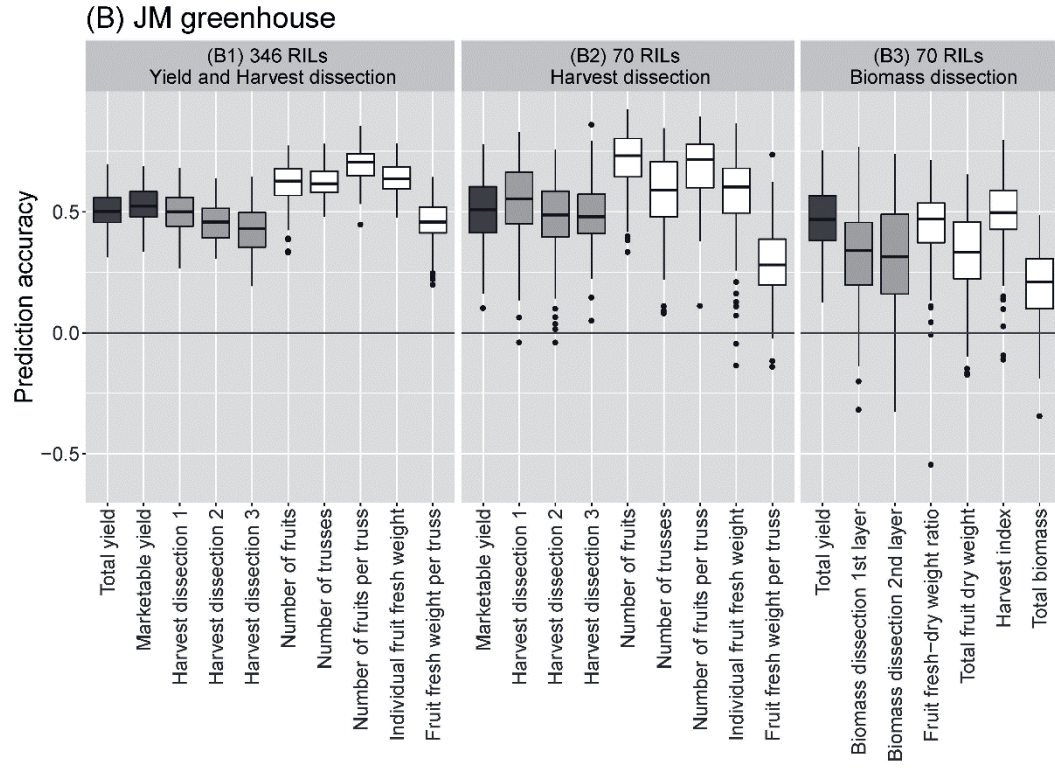 (B) JM greenhouse
(B1) 346 RILs
Yield and Harvest dissection
(B2) 70 RILs
Harvest dissection
(B3) 70 RILs
Biomass dissection
Prediction accuracy
0.5
0.0
−0.5
Total yield
Marketable yield
Harvest dissection 1
Harvest dissection 2
Harvest dissection 3
Number of fruits
Number of trusses
Number of fruits per truss
Individual fruit fresh weight
Fruit fresh weight per truss
Marketable yield
Harvest dissection 1
Harvest dissection 2
Harvest dissection 3
Number of fruits
Number of trusses
Number of fruits per truss
Individual fruit fresh weight
Fruit fresh weight per truss
Total yield
Biomass dissection 1st layer
Biomass dissection 2nd layer
Fruit fresh−dry weight ratio
Total fruit dry weight
Harvest index
Total biomass